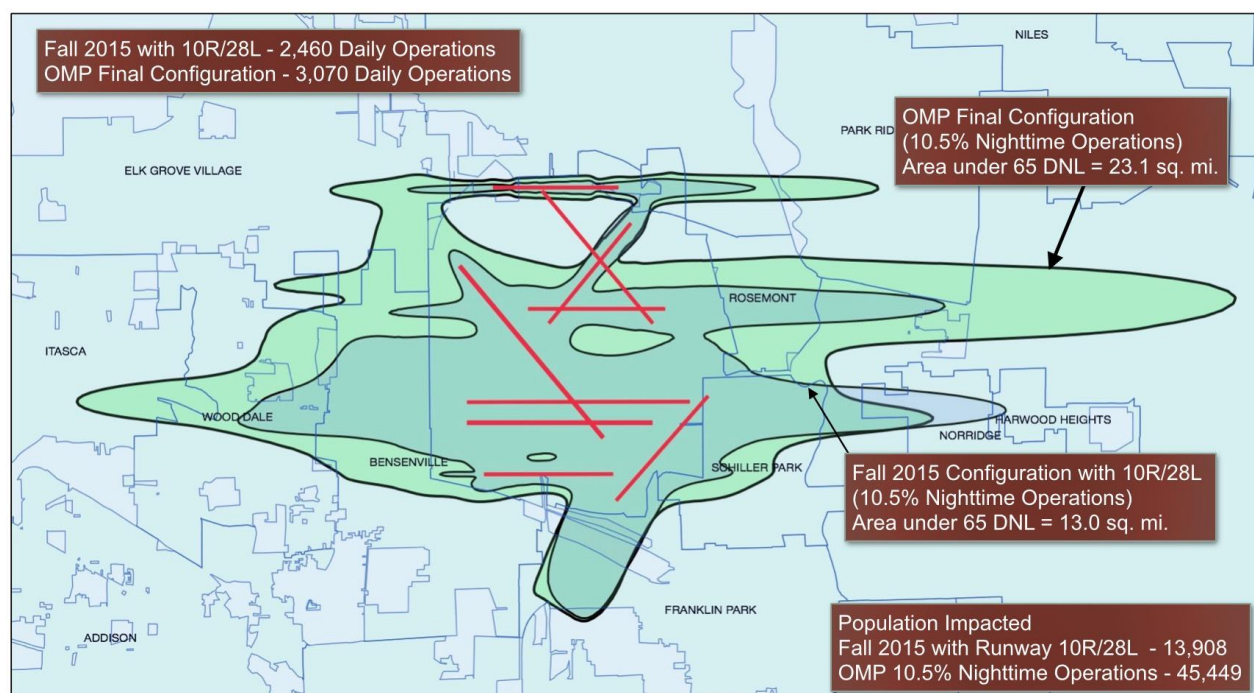 Fall 2015 with 10R/28L - 2,460 Daily Operations
OMP Final Configuration - 3,070 Daily Operations
NILES
OMP Final Configuration
(10.5% Nighttime Operations)
Area under 65 DNL = 23.1 sq. mi.
PARK RID
ELK GROVE VILLAGE
ROSEMONT
ITASCA
WOOD DALE
HARWOOD HEIGHTS
NORRIDGE
BENSENVILLE
SCHILLER PARK
Fall 2015 Configuration with 10R/28L
(10.5% Nighttime Operations)
Area under 65 DNL = 13.0 sq. mi.
FRANKLIN PARK
ADDISON
Population Impacted
Fall 2015 with Runway 10R/28L - 13,908
OMP 10.5% Nighttime Operations - 45,449